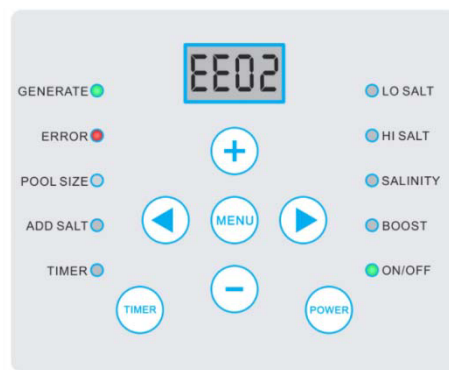 EE02
GENERATE
ERROR
POOL SIZE
ADD SALT
TIMER
LO SALT
HI SALT
SALINITY
BOOST
ON/OFF
+
MENU
−
TIMER
POWER